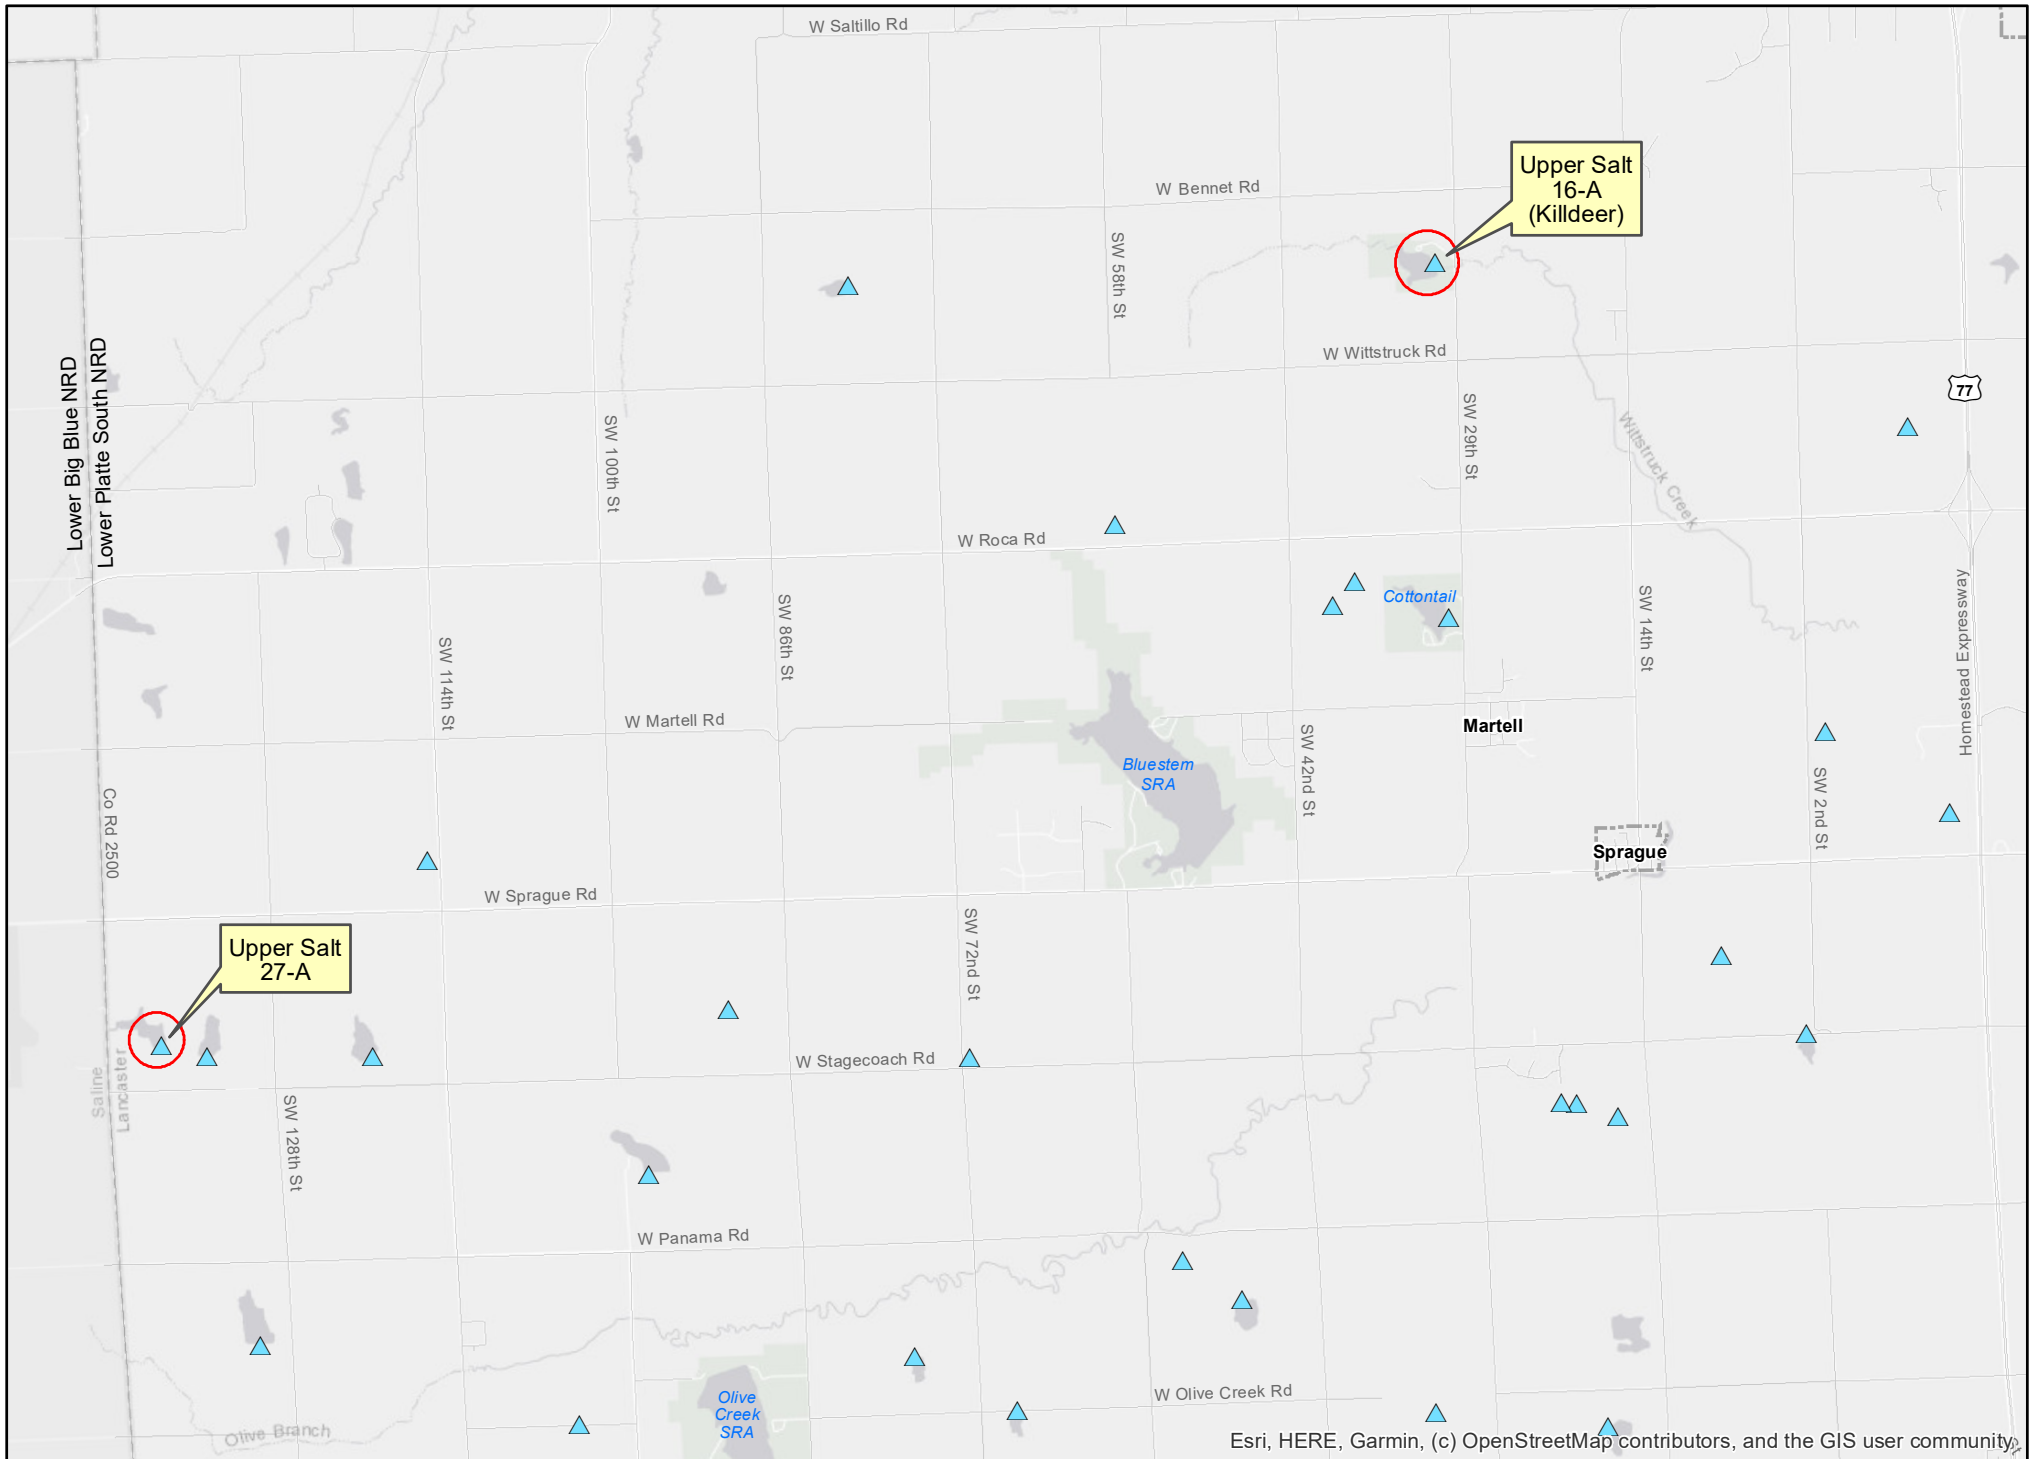 W Saltillo Rd
Upper Salt
16-A
(Killdeer)
W Bennet Rd
SW 58th St
W Wittstruck Rd
Lower Big Blue NRD
Lower Platte South NRD
77
SW 100th St
SW 29th St
Wittstruck Creek
W Roca Rd
Cottontail
SW 86th St
SW 14th St
Homestead Expressway
SW 114th St
W Martell Rd
Martell
Bluestem
SRA
SW 42nd St
SW 2nd St
Co Rd 2500
Sprague
W Sprague Rd
SW 72nd St
Upper Salt
27-A
W Stagecoach Rd
Saline
Lancaster
SW 128th St
W Panama Rd
Olive
Creek
SRA
W Olive Creek Rd
Olive Branch
Esri, HERE, Garmin, (c) OpenStreetMap contributors, and the GIS user community
St